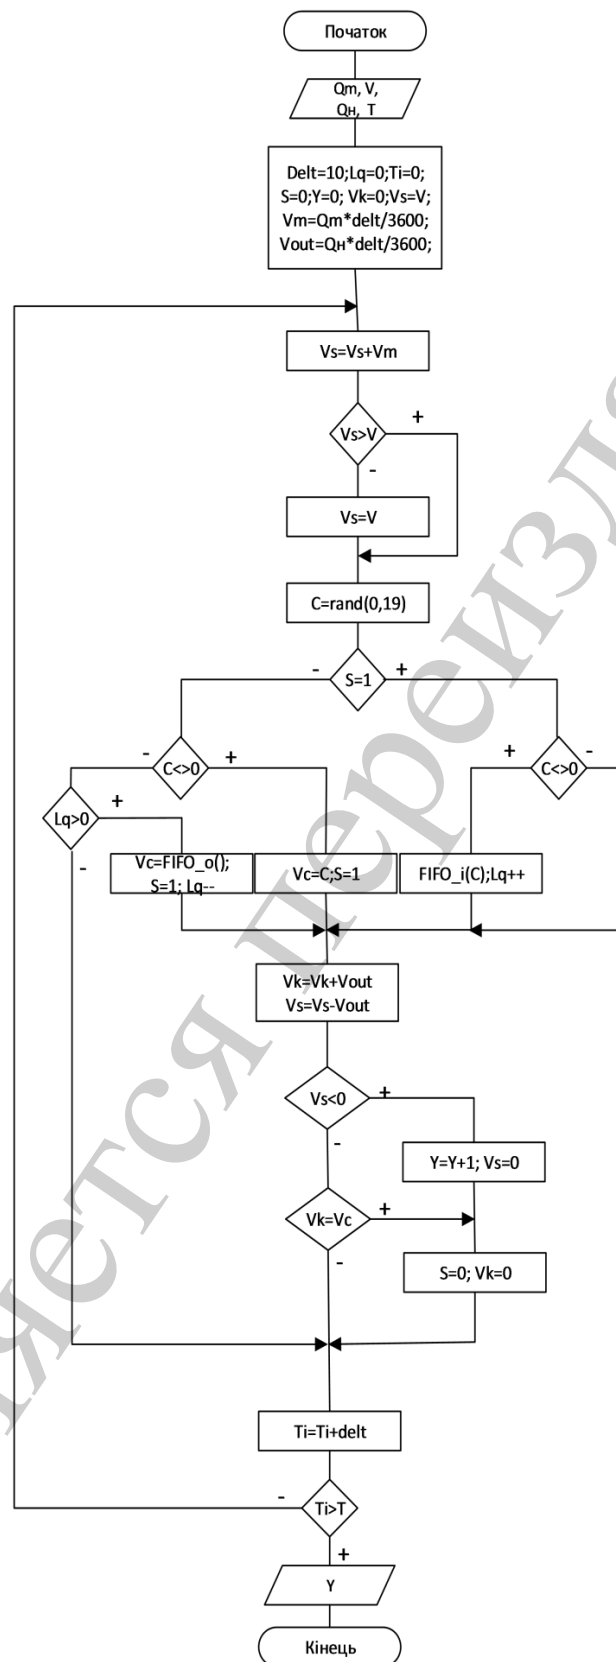 Початок
Qm, V,
Qн, T
Delt=10;Lq=0;Ti=0;
S=0;Y=0; Vk=0;Vs=V;
Vm=Qm*delt/3600;
Vout=Qн*delt/3600;
Vs=Vs+Vm
Vs>V
+
-
Vs=V
C=rand(0,19)
-
S=1
+
-
C<>0
+
+
C<>0
-
Lq>0
+
-
Vc=FIFO_o();
S=1; Lq--
Vc=C;S=1
FIFO_i(C);Lq++
Vk=Vk+Vout
Vs=Vs-Vout
Vs<0
+
-
Y=Y+1; Vs=0
Vk=Vc
+
-
S=0; Vk=0
Ti=Ti+delt
-
Ti>T
+
Y
Кінець